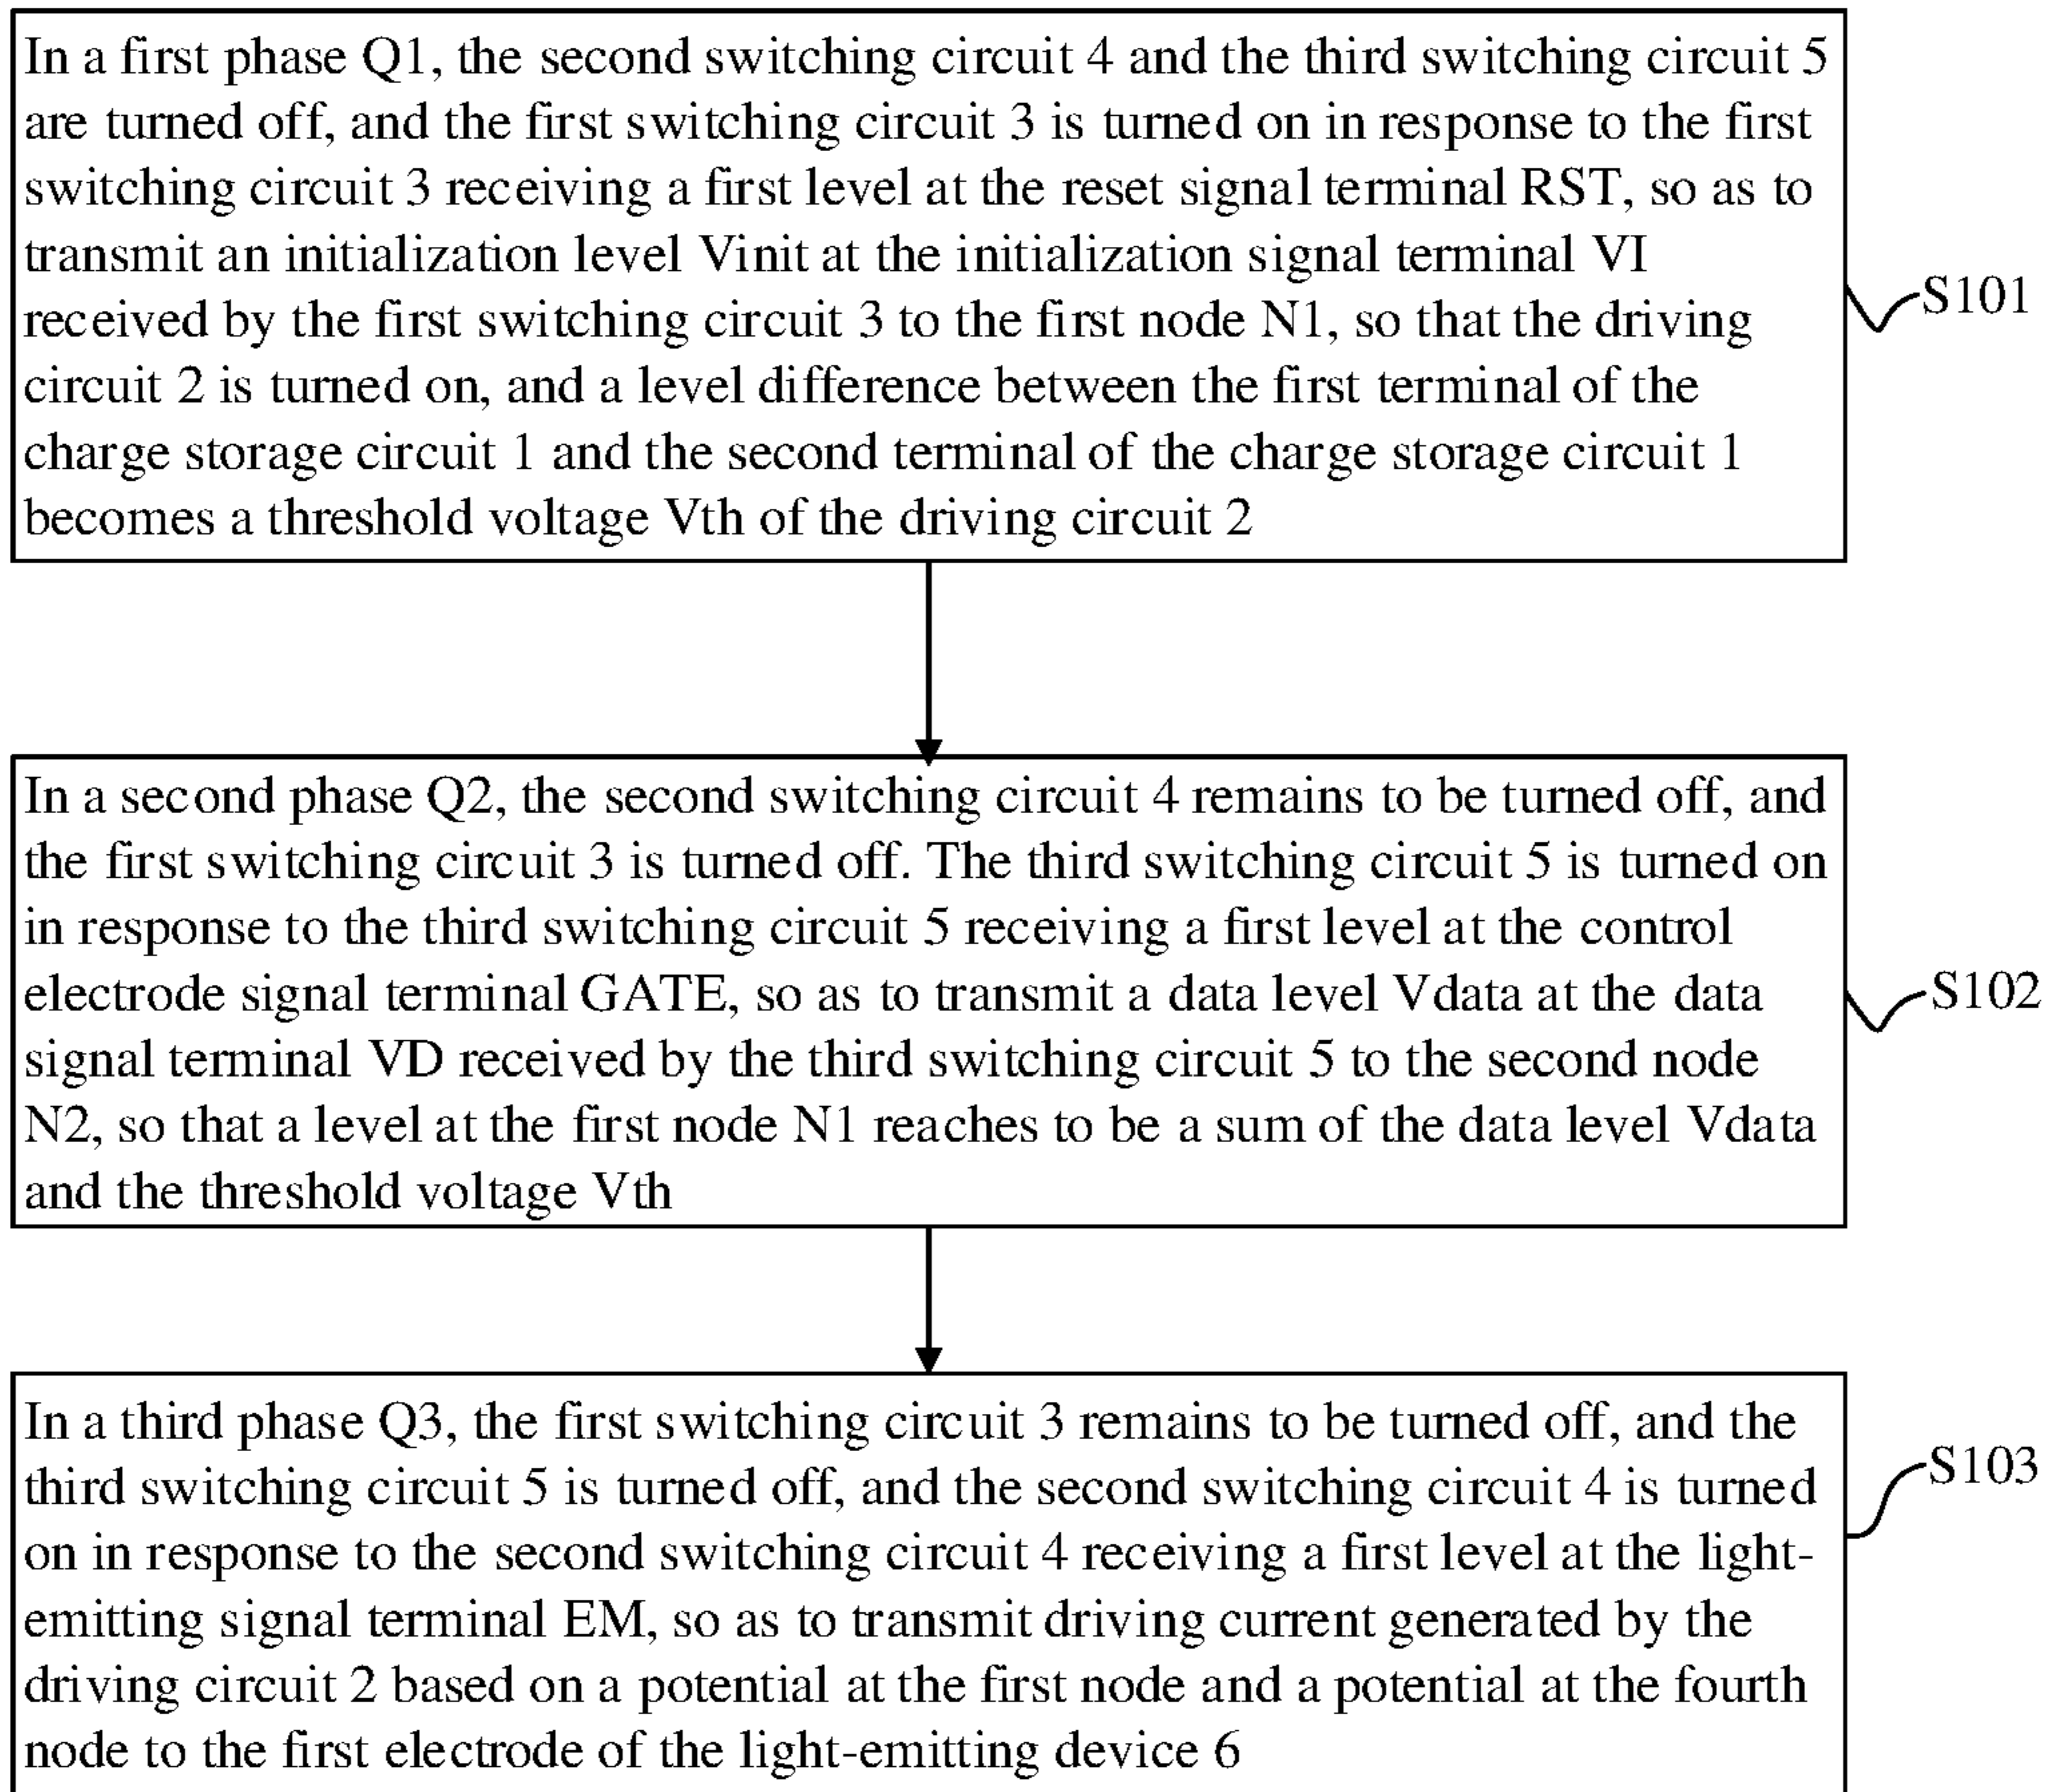 In a first phase Q1, the second switching circuit 4 and the third switching circuit 5
are turned off, and the first switching circuit 3 is turned on in response to the first
switching circuit 3 receiving a first level at the reset signal terminal RST, so as to
transmit an initialization level Vinit at the initialization signal terminal VI
received by the first switching circuit 3 to the first node N1, so that the driving
circuit 2 is turned on, and a level difference between the first terminal of the
charge storage circuit 1 and the second terminal of the charge storage circuit 1
becomes a threshold voltage Vth of the driving circuit 2
S101
In a second phase Q2, the second switching circuit 4 remains to be turned off, and
the first switching circuit 3 is turned off. The third switching circuit 5 is turned on
in response to the third switching circuit 5 receiving a first level at the control
electrode signal terminal GATE, so as to transmit a data level Vdata at the data
signal terminal VD received by the third switching circuit 5 to the second node
N2, so that a level at the first node N1 reaches to be a sum of the data level Vdata
and the threshold voltage Vth
S102
In a third phase Q3, the first switching circuit 3 remains to be turned off, and the
third switching circuit 5 is turned off, and the second switching circuit 4 is turned
on in response to the second switching circuit 4 receiving a first level at the light-
emitting signal terminal EM, so as to transmit driving current generated by the
driving circuit 2 based on a potential at the first node and a potential at the fourth
node to the first electrode of the light-emitting device 6
S103